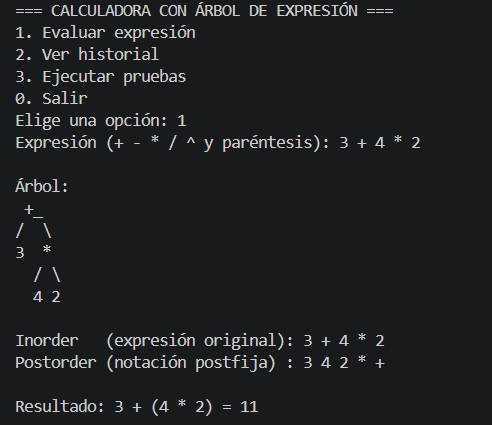 === CALCULADORA CON ÁRBOL DE EXPRESIÓN ===
1. Evaluar expresión
2. Ver historial
3. Ejecutar pruebas
0. Salir
Elige una opción: 1
Expresión (+ - * / ^ y paréntesis): 3 + 4 * 2

Árbol:
 +_
/  \
3  *
  / \
  4 2

Inorder   (expresión original): 3 + 4 * 2
Postorder (notación postfija) : 3 4 2 * +

Resultado: 3 + (4 * 2) = 11